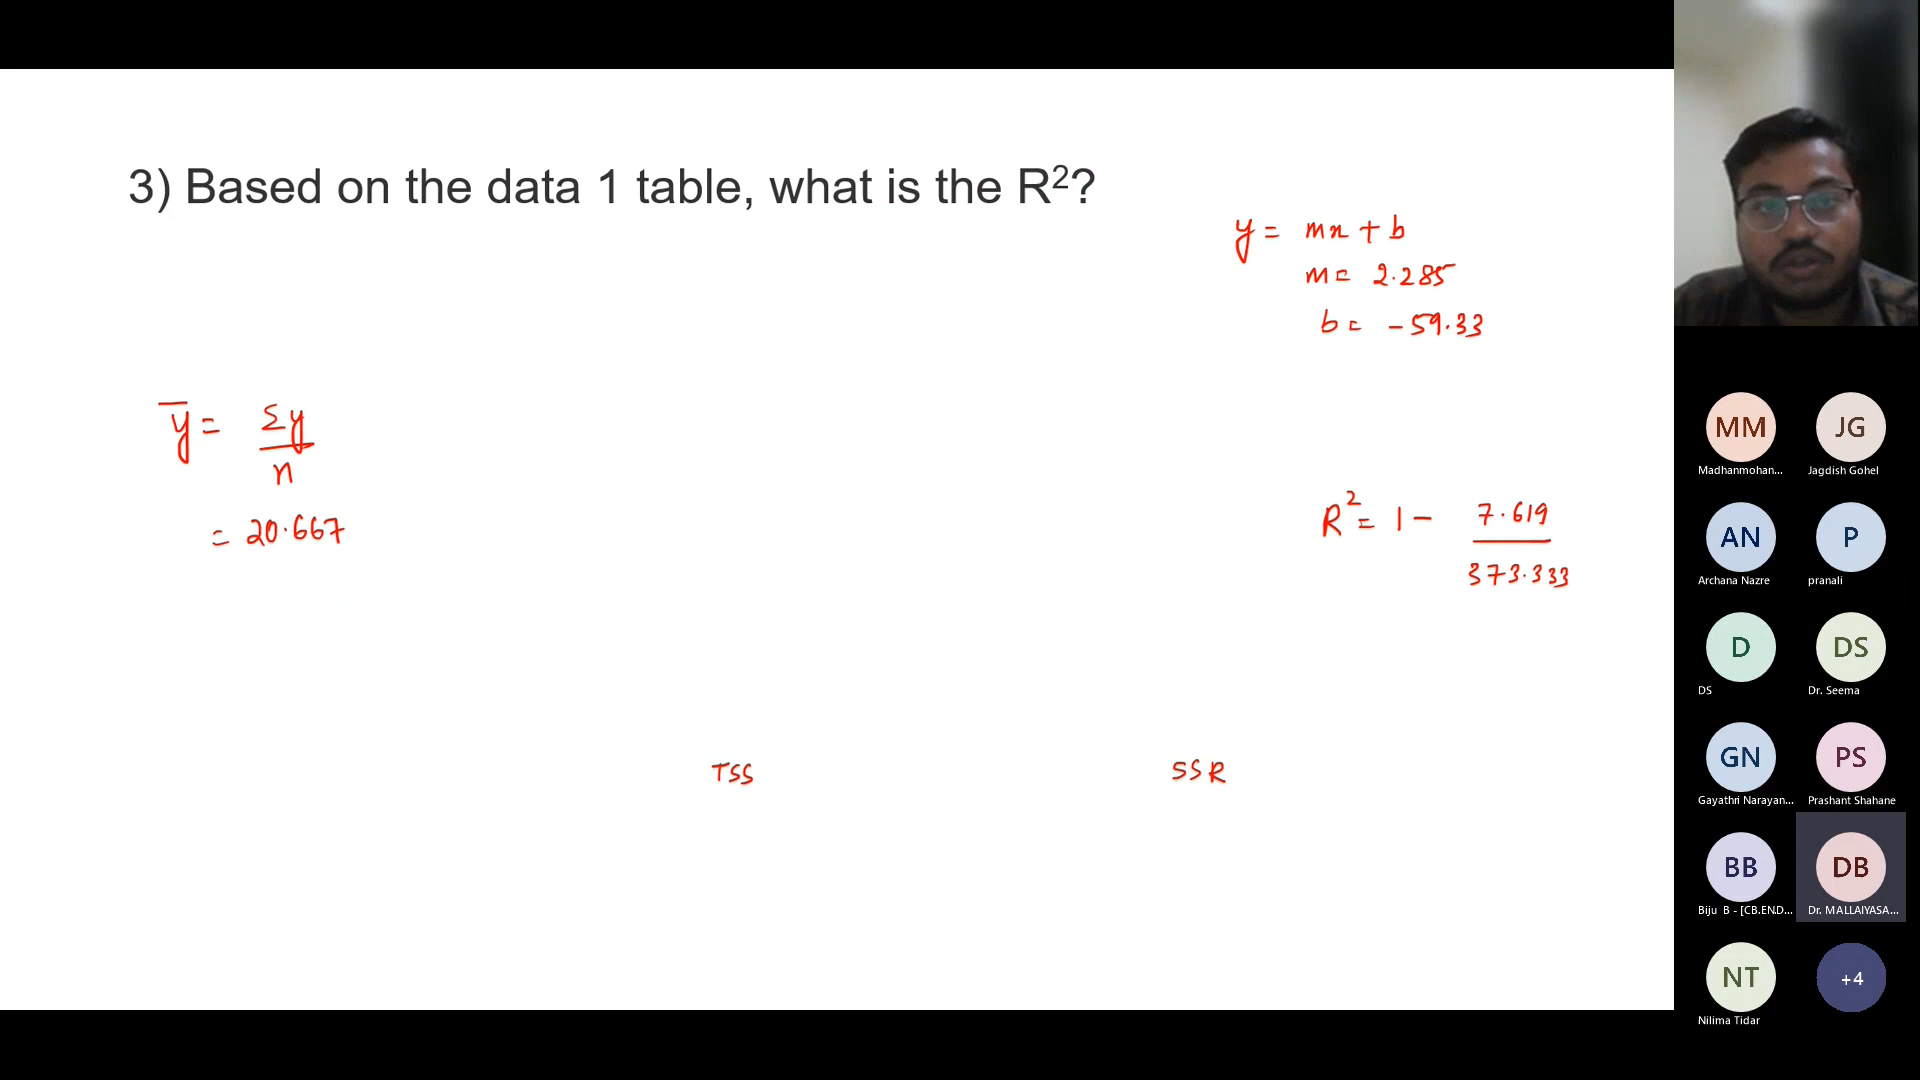 3) Based on the data 1 table, what is the R²?
y = mx + b
m = 2.285
b = -59.33
y̅ = Σy / n
= 20.667
R² = 1 - 7.619 / 373.333
TSS
SSR
MM
JG
Madhanmohan...
Jagdish Gohel
AN
P
Archana Nazre
pranali
D
DS
DS
Dr. Seema
GN
PS
Gayathri Narayan...
Prashant Shahane
BB
DB
Biju B - [CB.EN.D...
Dr. MALLAIYASA...
NT
+4
Nilima Tidar